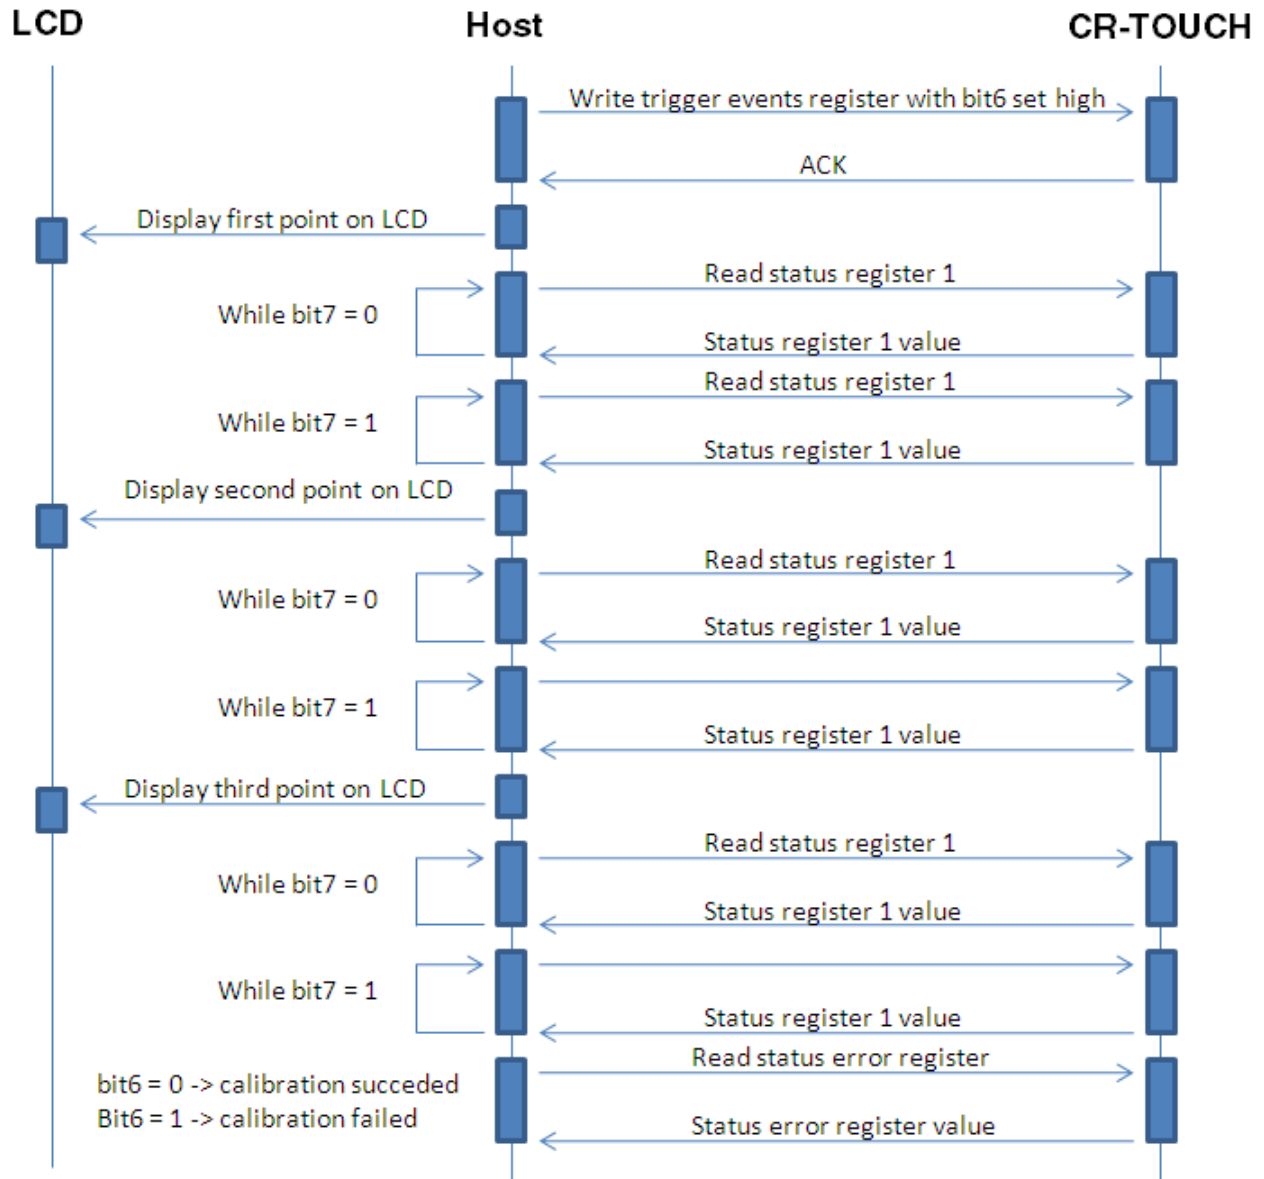 LCD
Host
CR-TOUCH
Write trigger events register with bit6 set high
ACK
Display first point on LCD
Read status register 1
While bit7 = 0
Status register 1 value
Read status register 1
While bit7 = 1
Status register 1 value
Display second point on LCD
Read status register 1
While bit7 = 0
Status register 1 value
While bit7 = 1
Status register 1 value
Display third point on LCD
Read status register 1
While bit7 = 0
Status register 1 value
While bit7 = 1
Status register 1 value
Read status error register
bit6 = 0 -> calibration succeded
Bit6 = 1 -> calibration failed
Status error register value